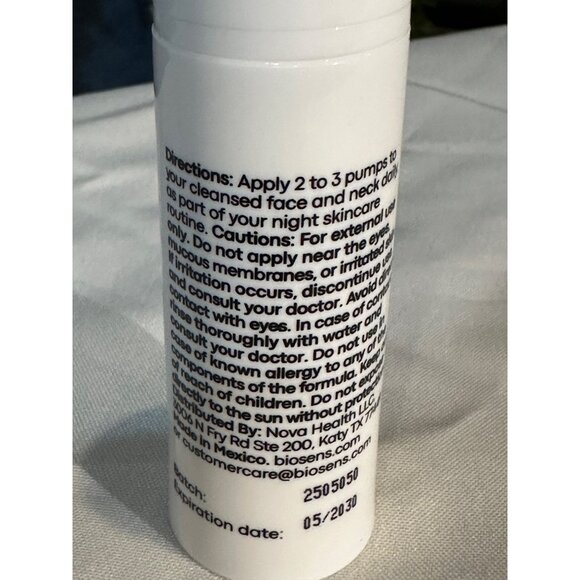 Directions: Apply 2 to 3 pumps to
your cleansed face and neck daily
as part of your night skincare
routine. Cautions: For external use
only. Do not apply near the eyes,
mucous membranes, or irritated
If irritation occurs, discontinue use
and consult your doctor. Avoid
contact with eyes. In case of
rinse thoroughly with water and
consult your doctor. Do not use in
case of known allergy to any of the
components of the formula. Keep
of reach of children. Do not
directly to the sun without
Distributed By: Nova Health LLC
N Fry Rd Ste 200, Katy TX
Made in Mexico. biosens.com
or customercare@biosens.com
Batch: 2505050
Expiration date: 05/2030